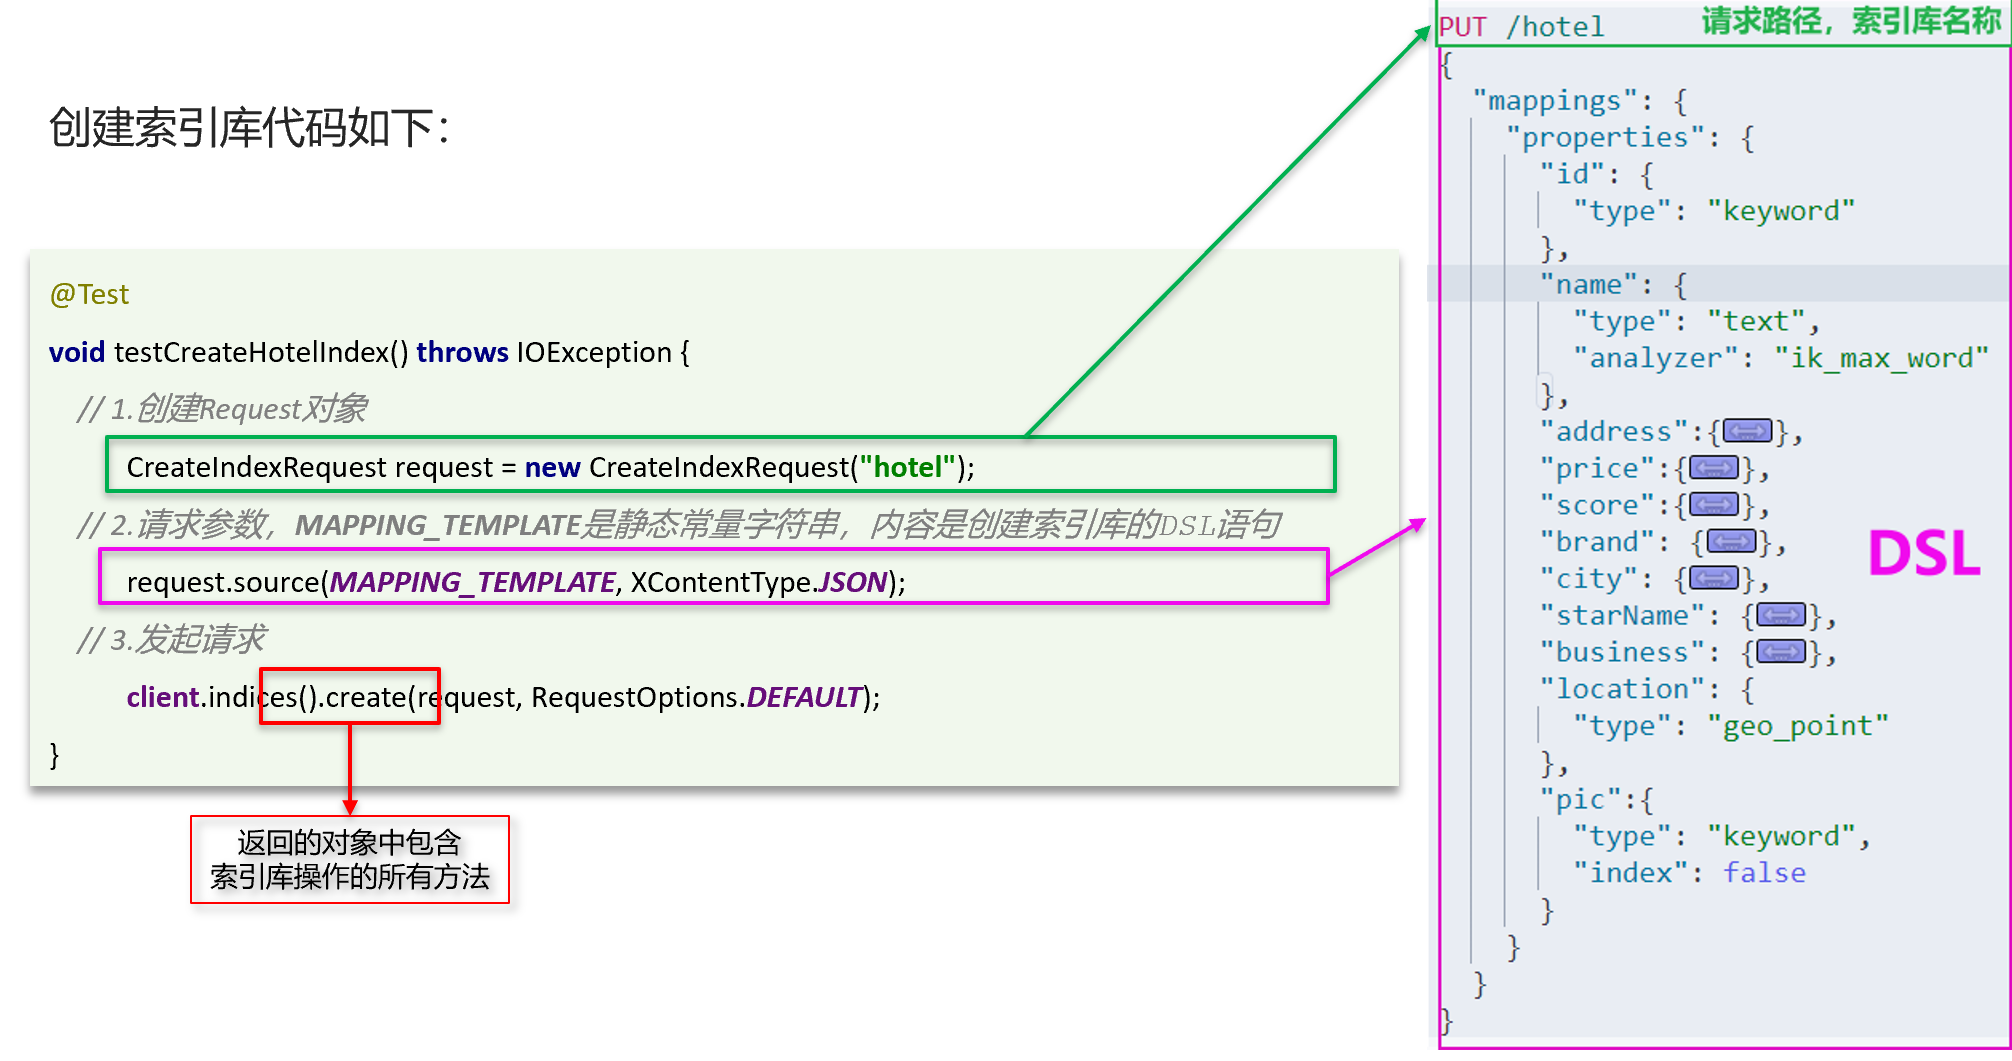 创建索引库代码如下：
@Test
void testCreateHotelIndex() throws IOException {
// 1.创建Request对象
CreateIndexRequest request = new CreateIndexRequest("hotel");
// 2.请求参数，MAPPING_TEMPLATE是静态常量字符串，内容是创建索引库的DSL语句
request.source(MAPPING_TEMPLATE, XContentType.JSON);
// 3.发起请求
client.indices().create(request, RequestOptions.DEFAULT);
}
返回的对象中包含
索引库操作的所有方法
PUT /hotel 请求路径，索引库名称
{
"mappings": {
"properties": {
"id": {
"type": "keyword"
},
"name": {
"type": "text",
"analyzer": "ik_max_word"
},
"address":{},
"price":{},
"score":{},
"brand": {},
"city": {},
"starName": {},
"business": {},
"location": {
"type": "geo_point"
},
"pic":{
"type": "keyword",
"index": false
}
}
}
}
DSL